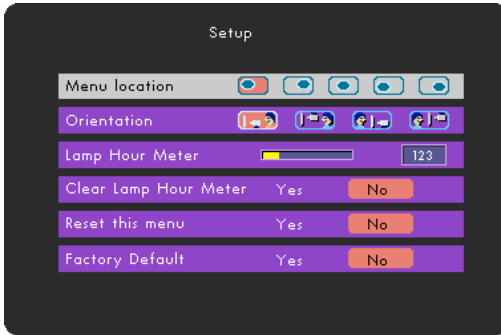 Setup
Menu location
Orientation
Lamp Hour Meter 123
Clear Lamp Hour Meter Yes No
Reset this menu Yes No
Factory Default Yes No